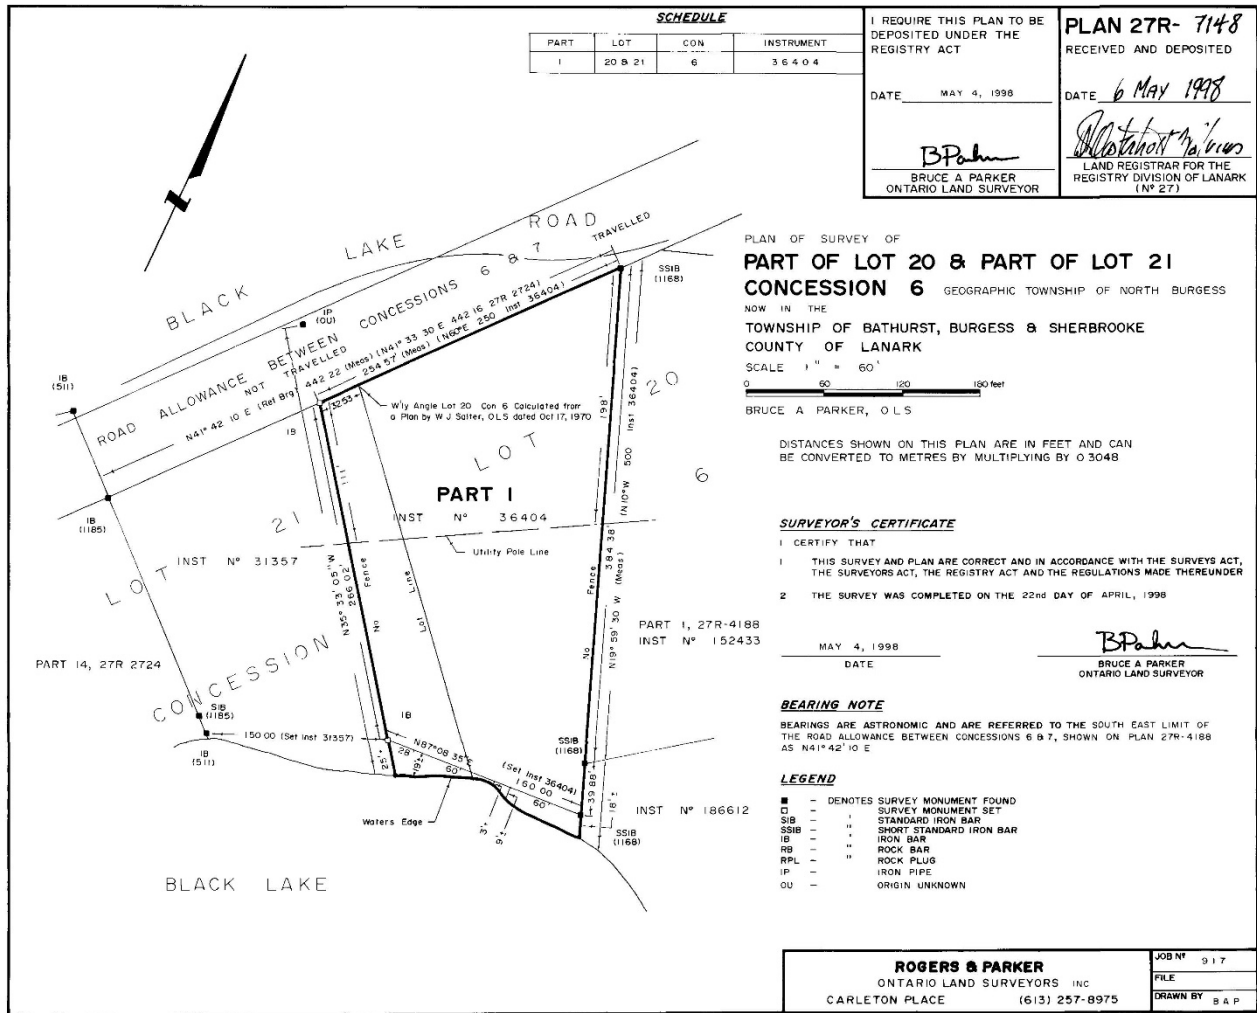 SCHEDULE
PART LOT CON INSTRUMENT
1 20 & 21 6 36404
I REQUIRE THIS PLAN TO BE
DEPOSITED UNDER THE
REGISTRY ACT
DATE MAY 4, 1998
BParker
BRUCE A PARKER
ONTARIO LAND SURVEYOR
PLAN 27R- 7148
RECEIVED AND DEPOSITED
DATE 6 MAY 1998
LAND REGISTRAR FOR THE
REGISTRY DIVISION OF LANARK
(Nº 27)
PLAN OF SURVEY OF
PART OF LOT 20 & PART OF LOT 21
CONCESSION 6 GEOGRAPHIC TOWNSHIP OF NORTH BURGESS
NOW IN THE
TOWNSHIP OF BATHURST, BURGESS & SHERBROOKE
COUNTY OF LANARK
SCALE 1" = 60'
0 60 120 180 feet
BRUCE A PARKER, O L S
DISTANCES SHOWN ON THIS PLAN ARE IN FEET AND CAN
BE CONVERTED TO METRES BY MULTIPLYING BY 0 3048
SURVEYOR'S CERTIFICATE
I CERTIFY THAT
1 THIS SURVEY AND PLAN ARE CORRECT AND IN ACCORDANCE WITH THE SURVEYS ACT,
THE SURVEYORS ACT, THE REGISTRY ACT AND THE REGULATIONS MADE THEREUNDER
2 THE SURVEY WAS COMPLETED ON THE 22nd DAY OF APRIL, 1998
MAY 4, 1998
DATE
BParker
BRUCE A PARKER
ONTARIO LAND SURVEYOR
BEARING NOTE
BEARINGS ARE ASTRONOMIC AND ARE REFERRED TO THE SOUTH EAST LIMIT OF
THE ROAD ALLOWANCE BETWEEN CONCESSIONS 6 & 7, SHOWN ON PLAN 27R-4188
AS N41º42'10 E
LEGEND
■ - DENOTES SURVEY MONUMENT FOUND
□ - " SURVEY MONUMENT SET
SIB - " STANDARD IRON BAR
SSIB - " SHORT STANDARD IRON BAR
IB - " IRON BAR
RB - " ROCK BAR
RPL - " ROCK PLUG
IP - IRON PIPE
OU - ORIGIN UNKNOWN
ROGERS & PARKER
ONTARIO LAND SURVEYORS INC
CARLETON PLACE (613) 257-8975
JOB Nº 917
FILE
DRAWN BY B A P
N
BLACK LAKE ROAD
TRAVELLED
ROAD ALLOWANCE BETWEEN CONCESSIONS 6 & 7
NOT TRAVELLED
N41º 42 10 E (Ref Brg) 442 22 (Meas) (N41º 33 30 E 442 16 27R 2724)
254 57' (Meas) (N60ºE 250 Inst 36404)
IP
(OU)
SSIB
(1168)
IB
(511)
IB
(1185)
IB
32 53
W'ly Angle Lot 20 Con 6 Calculated from
a Plan by W J Salter, O L S dated Oct 17, 1970
LOT 20
LOT 21
CONCESSION 6
PART 1
INST Nº 36404
Utility Pole Line
INST Nº 31357
111'
N35º 33' 05" W
266 02'
No Fence
Lot Line
198'
(N10ºW 500 Inst 36404)
384 38'
N19º 59' 30 W (Meas)
No Fence
PART 1, 27R-4188
INST Nº 152433
PART 14, 27R 2724
SIB
(1185)
150 00 (Set Inst 31357)
IB
(511)
IB
N87º08 35"E
(Set Inst 36404)
160 00
SSIB
(1168)
39 88'
18'±
25'±
28'
19'±
60'
60'
3'±
9'±
INST Nº 186612
SSIB
(1168)
Waters Edge
BLACK LAKE